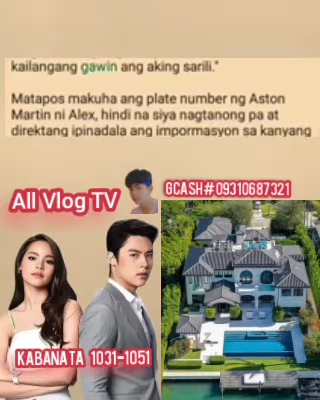 kailangang gawin ang aking sarili."
Matapos makuha ang plate number ng Aston
Martin ni Alex, hindi na siya nagtanong pa at
direktang ipinadala ang impormasyon sa kanyang
All Vlog TV
GCASH#09310687321
KABANATA 1031-1051